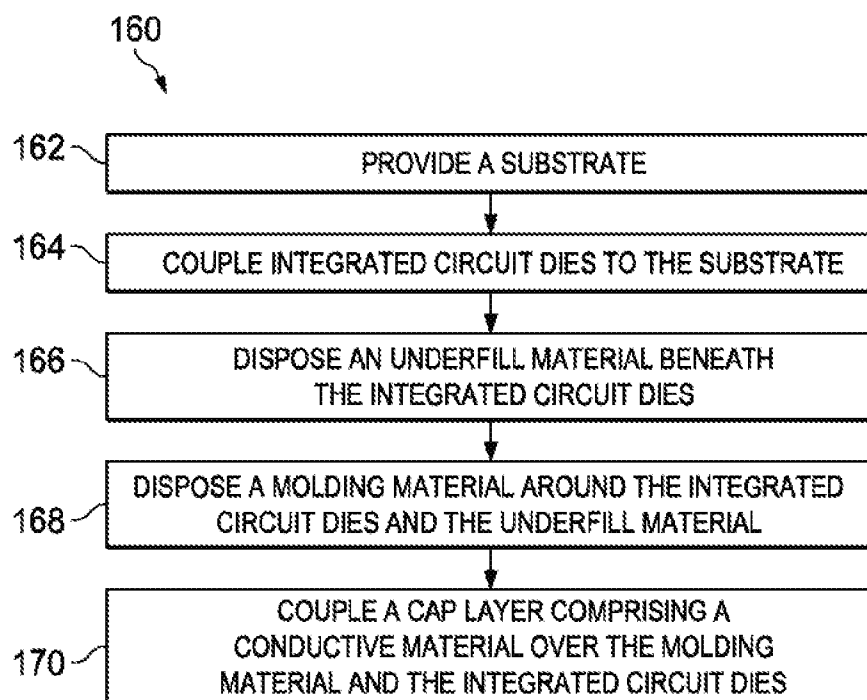 160
162
PROVIDE A SUBSTRATE
164
COUPLE INTEGRATED CIRCUIT DIES TO THE SUBSTRATE
166
DISPOSE AN UNDERFILL MATERIAL BENEATH
THE INTEGRATED CIRCUIT DIES
168
DISPOSE A MOLDING MATERIAL AROUND THE INTEGRATED
CIRCUIT DIES AND THE UNDERFILL MATERIAL
170
COUPLE A CAP LAYER COMPRISING A
CONDUCTIVE MATERIAL OVER THE MOLDING
MATERIAL AND THE INTEGRATED CIRCUIT DIES